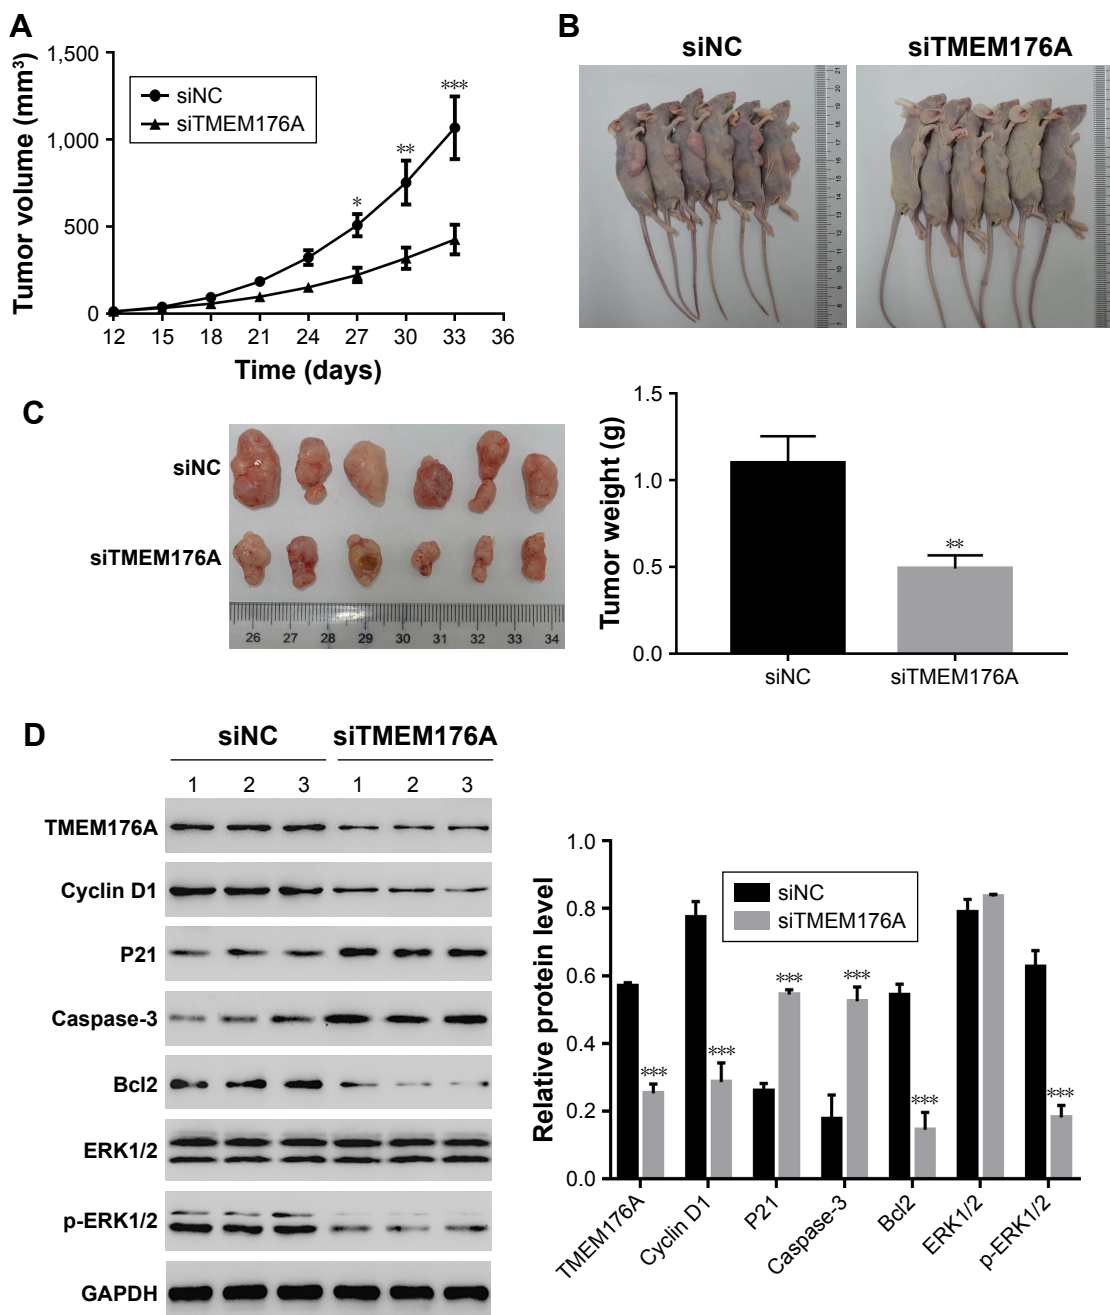 A
Tumor volume (mm³)
1,500
1,000
500
0
siNC
siTMEM176A
*
**
***
12 15 18 21 24 27 30 33 36
Time (days)
B
siNC siTMEM176A
C
siNC
siTMEM176A
26 27 28 29 30 31 32 33 34
Tumor weight (g)
1.5
1.0
0.5
0.0
**
siNC siTMEM176A
D
siNC siTMEM176A
1 2 3 1 2 3
TMEM176A
Cyclin D1
P21
Caspase-3
Bcl2
ERK1/2
p-ERK1/2
GAPDH
Relative protein level
1.0
0.8
0.6
0.4
0.2
0.0
siNC
siTMEM176A
*** *** *** *** *** ***
TMEM176A
Cyclin D1
P21
Caspase-3
Bcl2
ERK1/2
p-ERK1/2